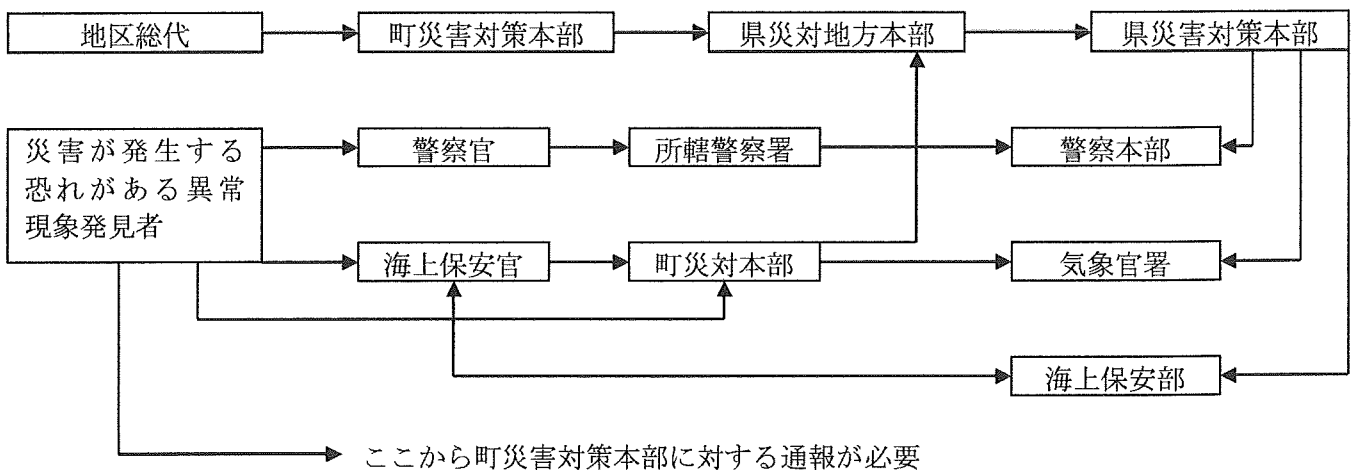 地区総代
町災害対策本部
県災対地方本部
県災害対策本部
災害が発生する
恐れがある異常
現象発見者
警察官
所轄警察署
警察本部
海上保安官
町災対本部
気象官署
海上保安部
ここから町災害対策本部に対する通報が必要